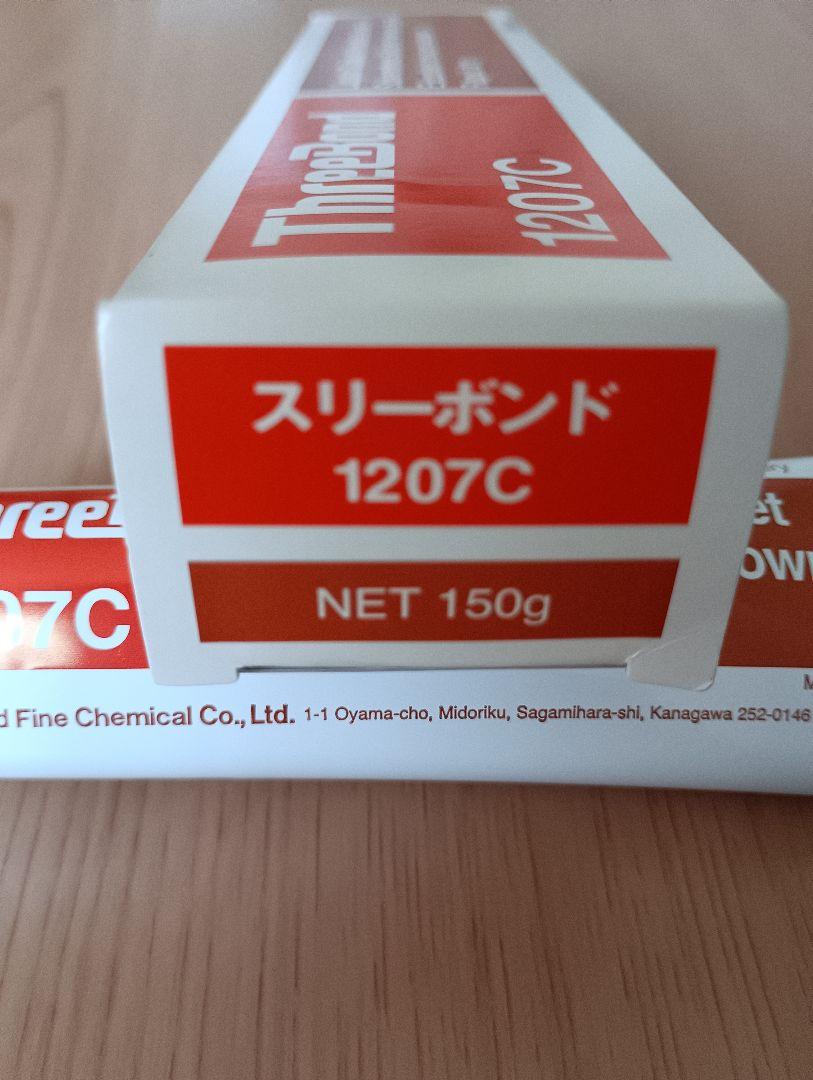 ThreeBond
1207C
スリーボンド
1207C
NET 150g
07C
d Fine Chemical Co., Ltd. 1-1 Oyama-cho, Midoriku, Sagamihara-shi, Kanagawa 252-0146